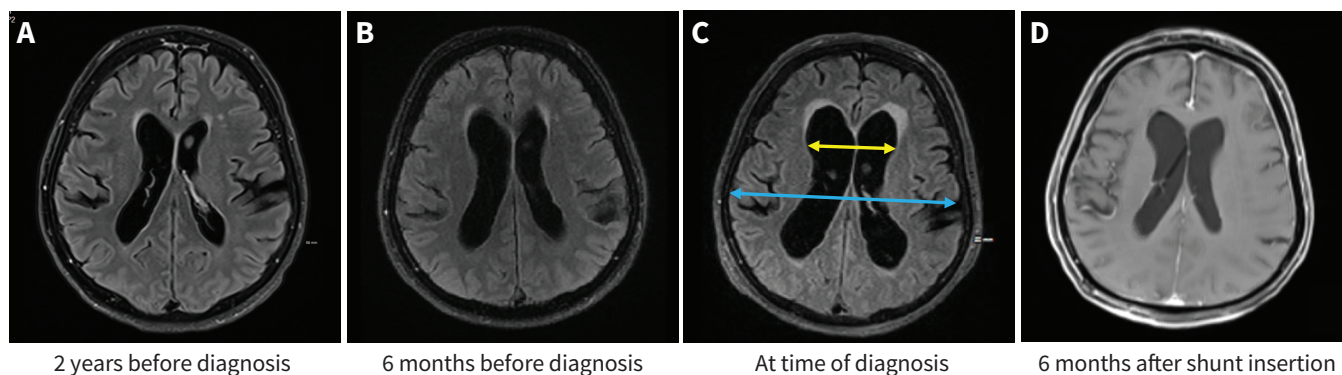 A
B
C
D
2 years before diagnosis
6 months before diagnosis
At time of diagnosis
6 months after shunt insertion